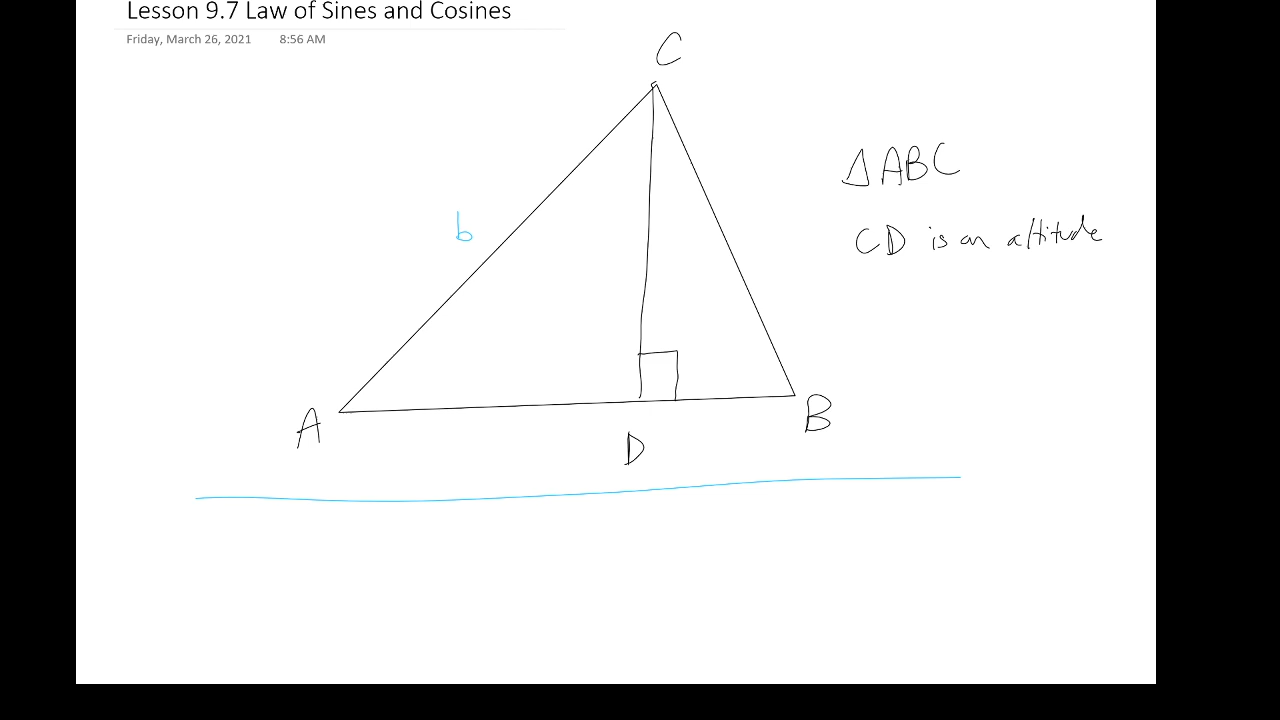 Lesson 9.7 Law of Sines and Cosines
Friday, March 26, 2021 8:56 AM
C
△ABC
CD is an altitude
b
A
B
D